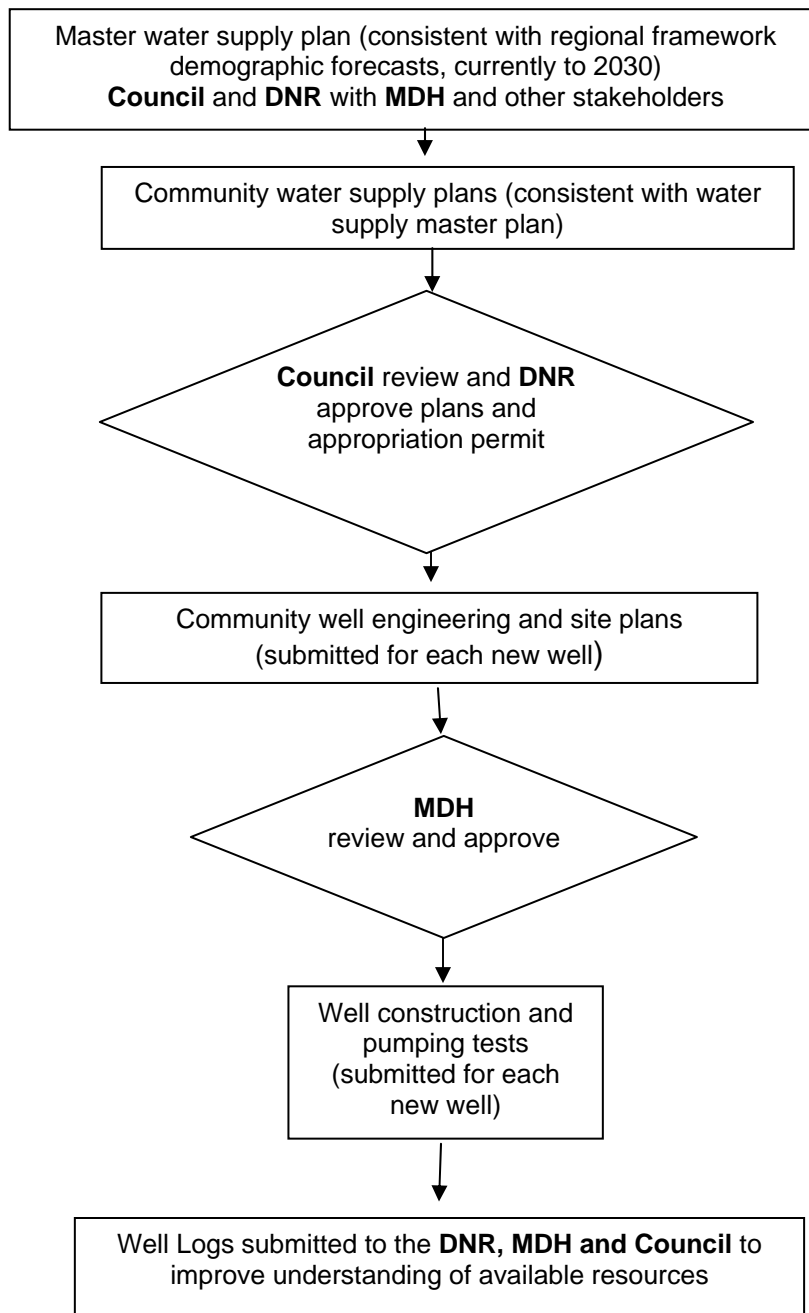 Master water supply plan (consistent with regional framework
demographic forecasts, currently to 2030)
Council and DNR with MDH and other stakeholders
Community water supply plans (consistent with water
supply master plan)
Council review and DNR
approve plans and
appropriation permit
Community well engineering and site plans
(submitted for each new well)
MDH
review and approve
Well construction and
pumping tests
(submitted for each
new well)
Well Logs submitted to the DNR, MDH and Council to
improve understanding of available resources